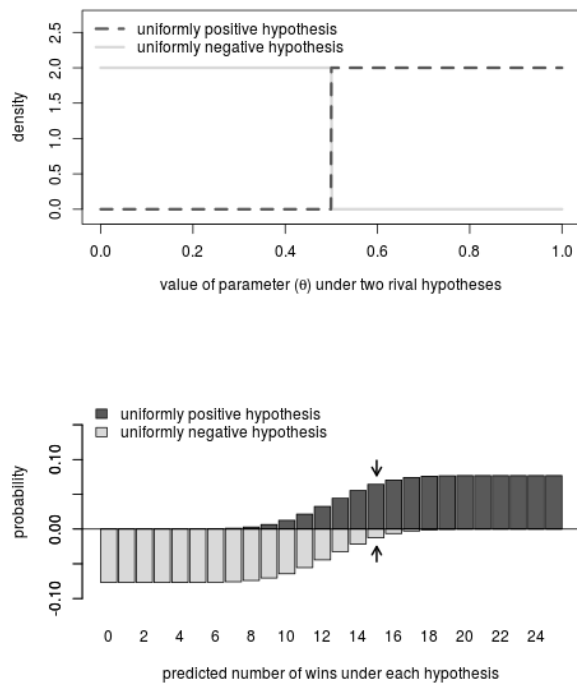 uniformly positive hypothesis
uniformly negative hypothesis
density
2.5
2.0
1.5
1.0
0.5
0.0
0.0 0.2 0.4 0.6 0.8 1.0
value of parameter (θ) under two rival hypotheses
uniformly positive hypothesis
uniformly negative hypothesis
probability
0.10
0.00
-0.10
0 2 4 6 8 10 12 14 16 18 20 22 24
predicted number of wins under each hypothesis